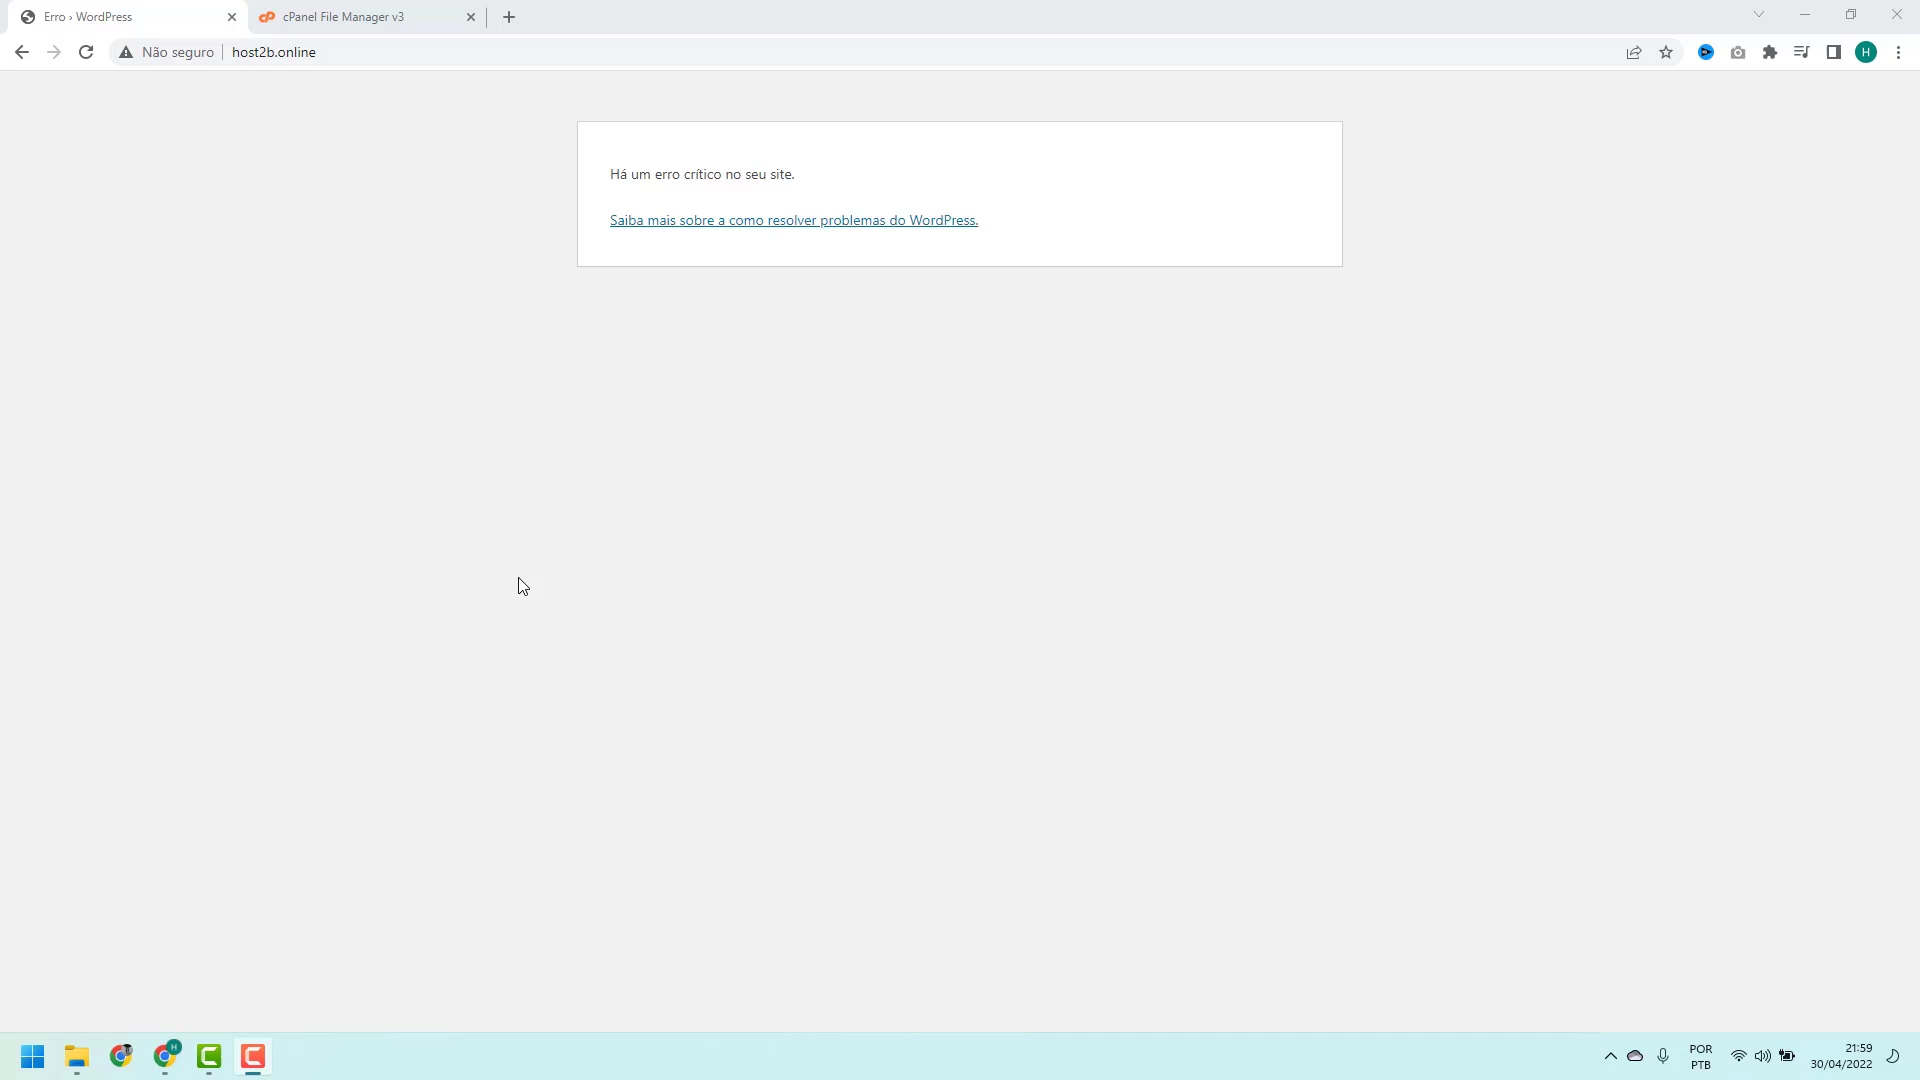 Erro › WordPress
cPanel File Manager v3
Não seguro
host2b.online
H
Há um erro crítico no seu site.
Saiba mais sobre a como resolver problemas do WordPress.
H
POR
PTB
21:59
30/04/2022